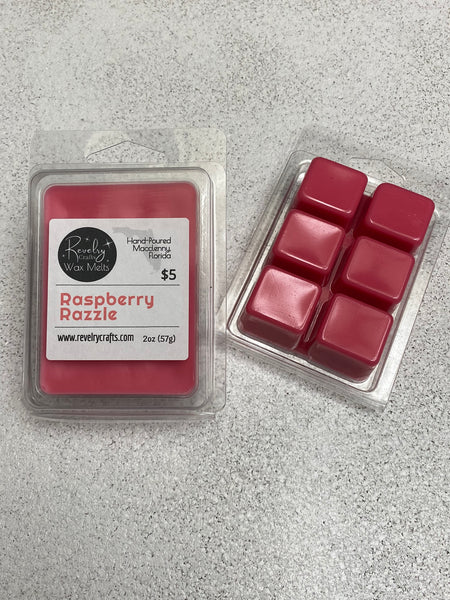 Revelry
Crafts
Wax Melts
Hand-Poured
Macclenny,
Florida
$5
Raspberry
Razzle
www.revelrycrafts.com 2oz (57g)